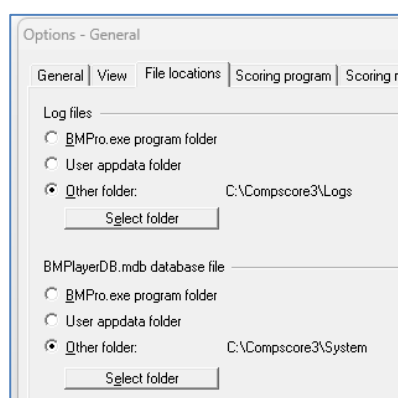 Options - General
General View File locations Scoring program Scoring
Log files
BMPro.exe program folder
User appdata folder
Other folder: C:\Compscore3\Logs
Select folder
BMPlayerDB.mdb database file
BMPro.exe program folder
User appdata folder
Other folder: C:\Compscore3\System
Select folder